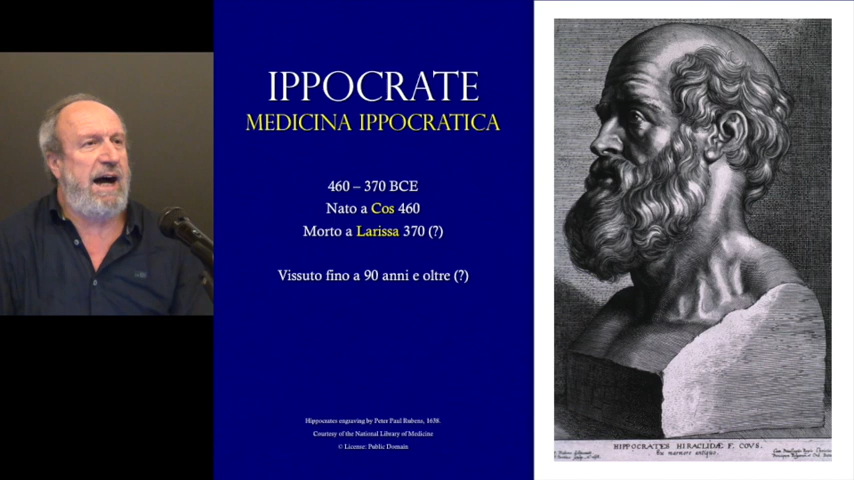 IPPOCRATE
MEDICINA IPPOCRATICA
460 – 370 BCE
Nato a Cos 460
Morto a Larissa 370 (?)
Vissuto fino a 90 anni e oltre (?)
Hippocrates engraving by Peter Paul Rubens, 1638.
Courtesy of the National Library of Medicine
© License: Public Domain
HIPPOCRATES HIRACLIDÆ F. COVS.
Ex marmore antiquo.